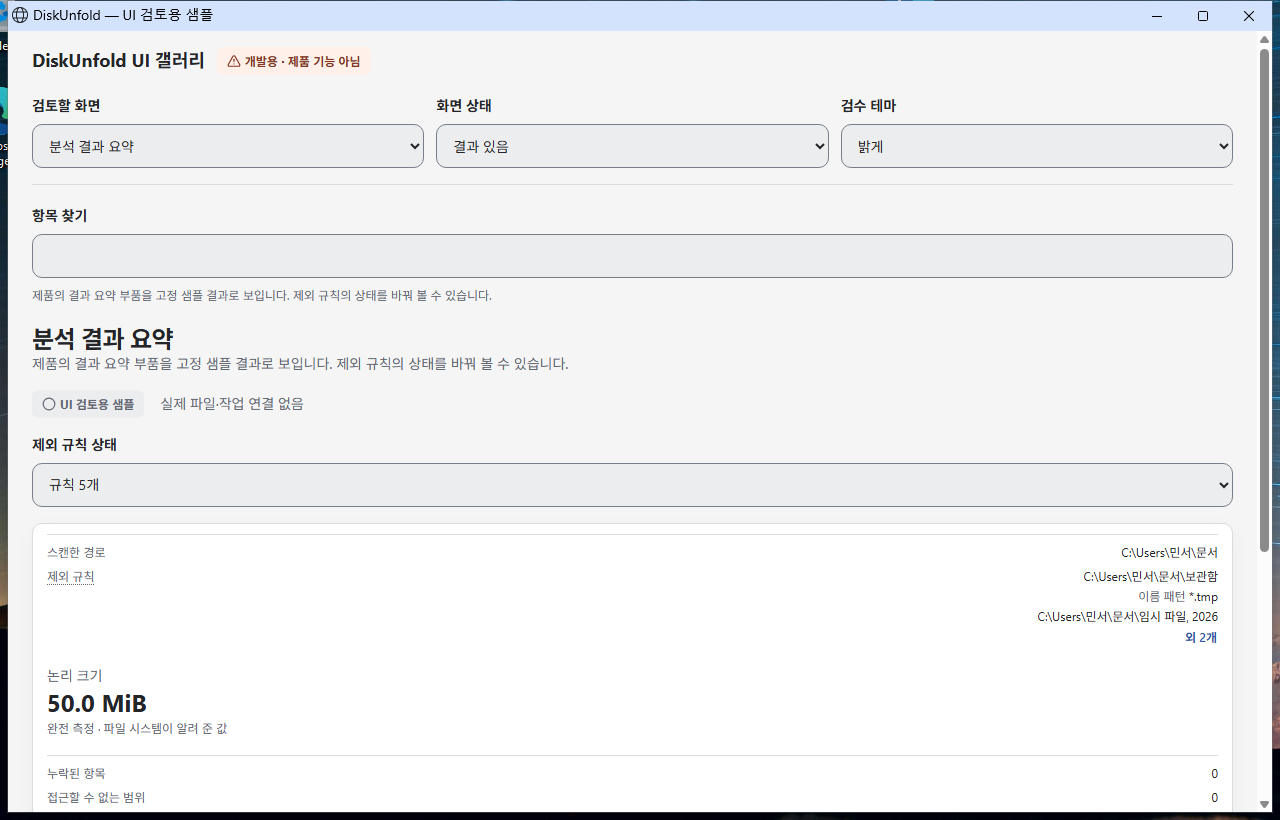 DiskUnfold — UI 검토용 샘플
DiskUnfold UI 갤러리
개발용 · 제품 기능 아님
검토할 화면
화면 상태
검수 테마
분석 결과 요약
결과 있음
밝게
항목 찾기
제품의 결과 요약 부품을 고정 샘플 결과로 보입니다. 제외 규칙의 상태를 바꿔 볼 수 있습니다.
분석 결과 요약
제품의 결과 요약 부품을 고정 샘플 결과로 보입니다. 제외 규칙의 상태를 바꿔 볼 수 있습니다.
UI 검토용 샘플
실제 파일·작업 연결 없음
제외 규칙 상태
규칙 5개
스캔한 경로
C:\Users\민서\문서
제외 규칙
C:\Users\민서\문서\보관함
이름 패턴 *.tmp
C:\Users\민서\문서\임시 파일, 2026
외 2개
논리 크기
50.0 MiB
완전 측정 · 파일 시스템이 알려 준 값
누락된 항목
0
접근할 수 없는 범위
0